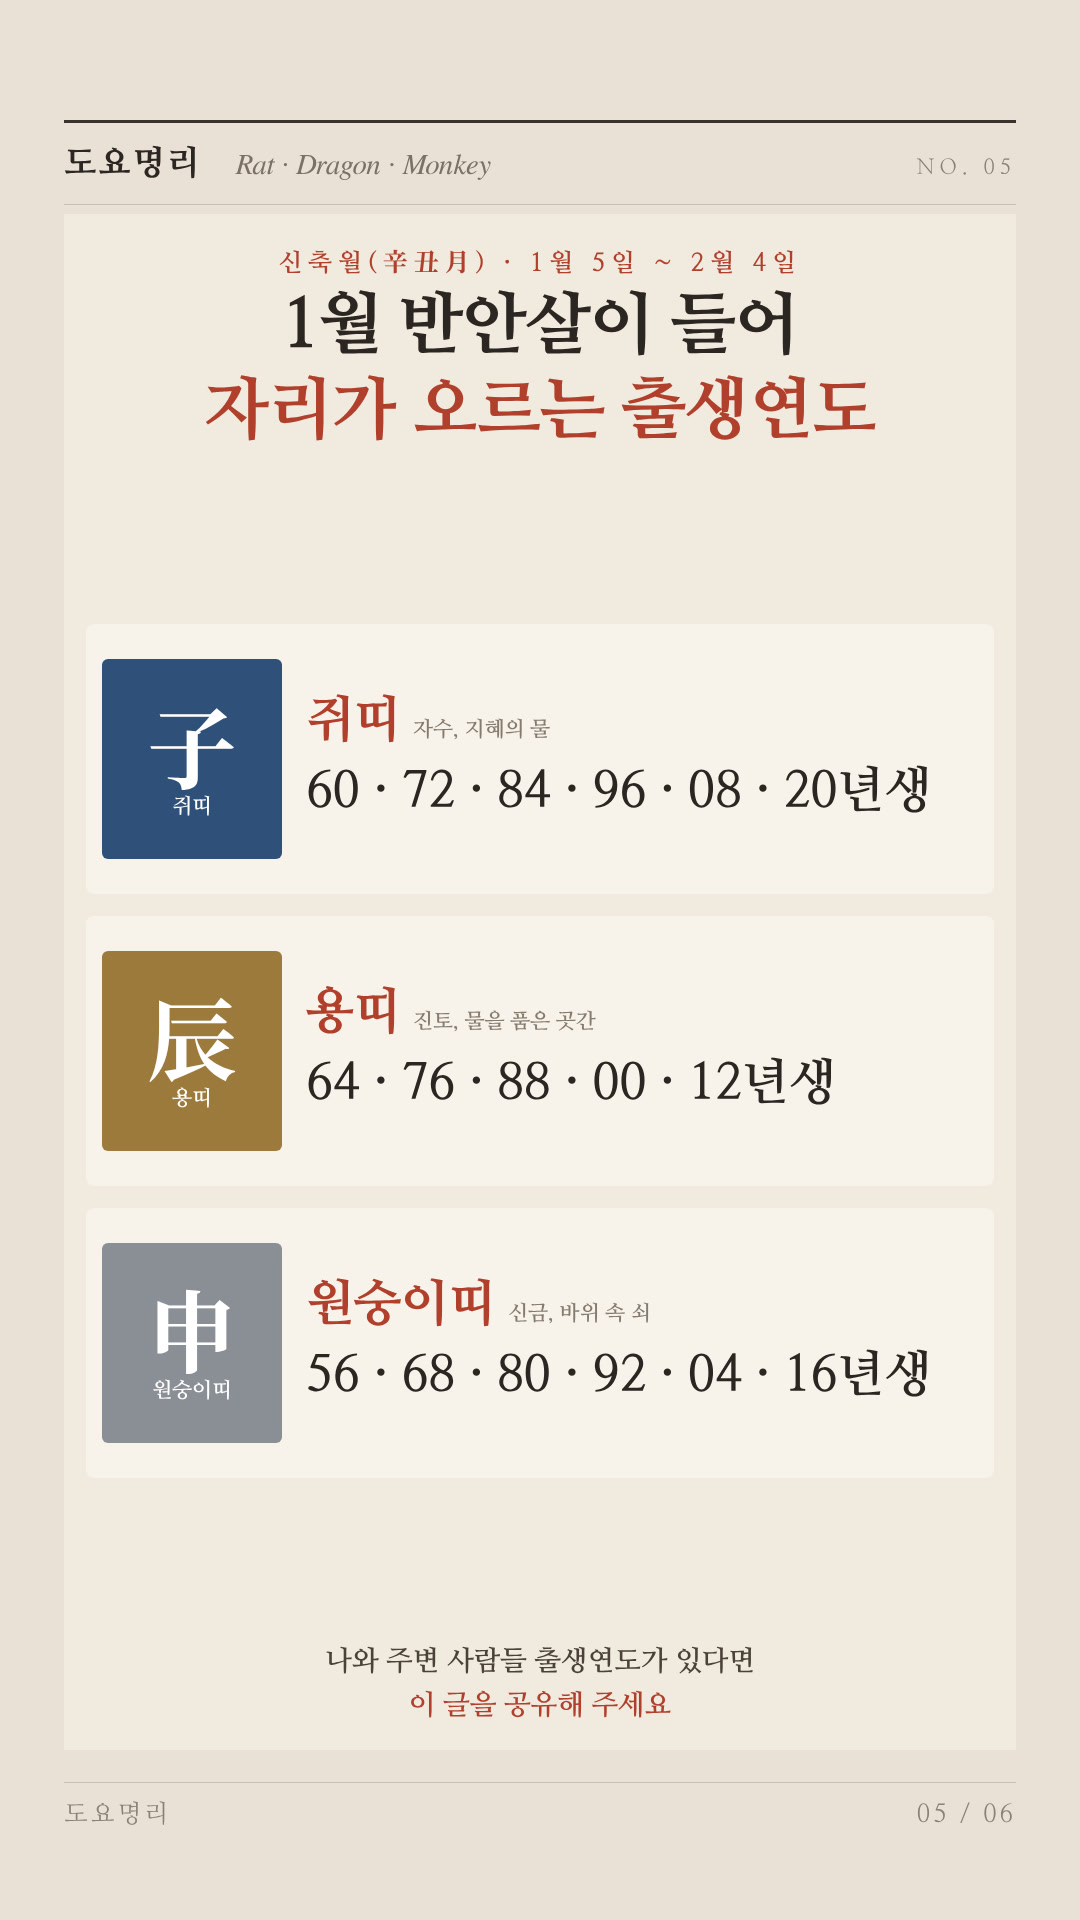 도요명리 Rat · Dragon · Monkey NO. 05
신축월(辛丑月) · 1월 5일 ~ 2월 4일
1월 반안살이 들어
자리가 오르는 출생연도
子
쥐띠
쥐띠 자수, 지혜의 물
60 · 72 · 84 · 96 · 08 · 20년생
辰
용띠
용띠 진토, 물을 품은 곳간
64 · 76 · 88 · 00 · 12년생
申
원숭이띠
원숭이띠 신금, 바위 속 쇠
56 · 68 · 80 · 92 · 04 · 16년생
나와 주변 사람들 출생연도가 있다면
이 글을 공유해 주세요
도요명리 05 / 06